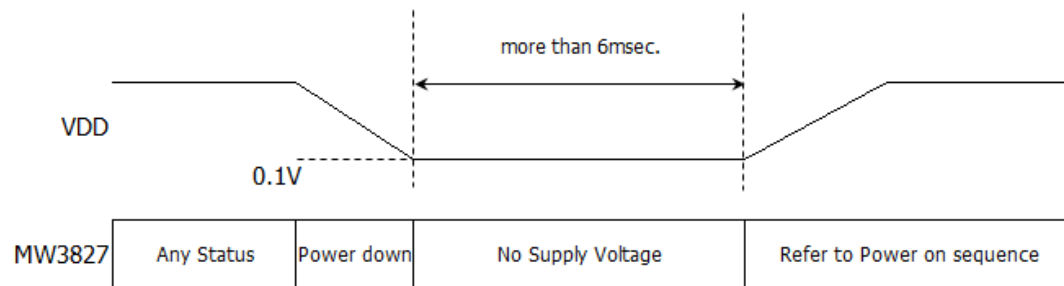 more than 6msec.
VDD
0.1V
MW3827
Any Status
Power down
No Supply Voltage
Refer to Power on sequence